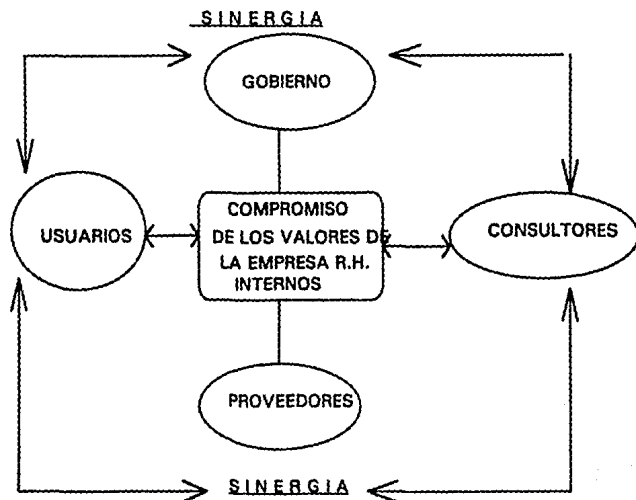 SINERGIA
GOBIERNO
USUARIOS
COMPROMISO
DE LOS VALORES DE
LA EMPRESA R.H.
INTERNOS
CONSULTORES
PROVEEDORES
SINERGIA